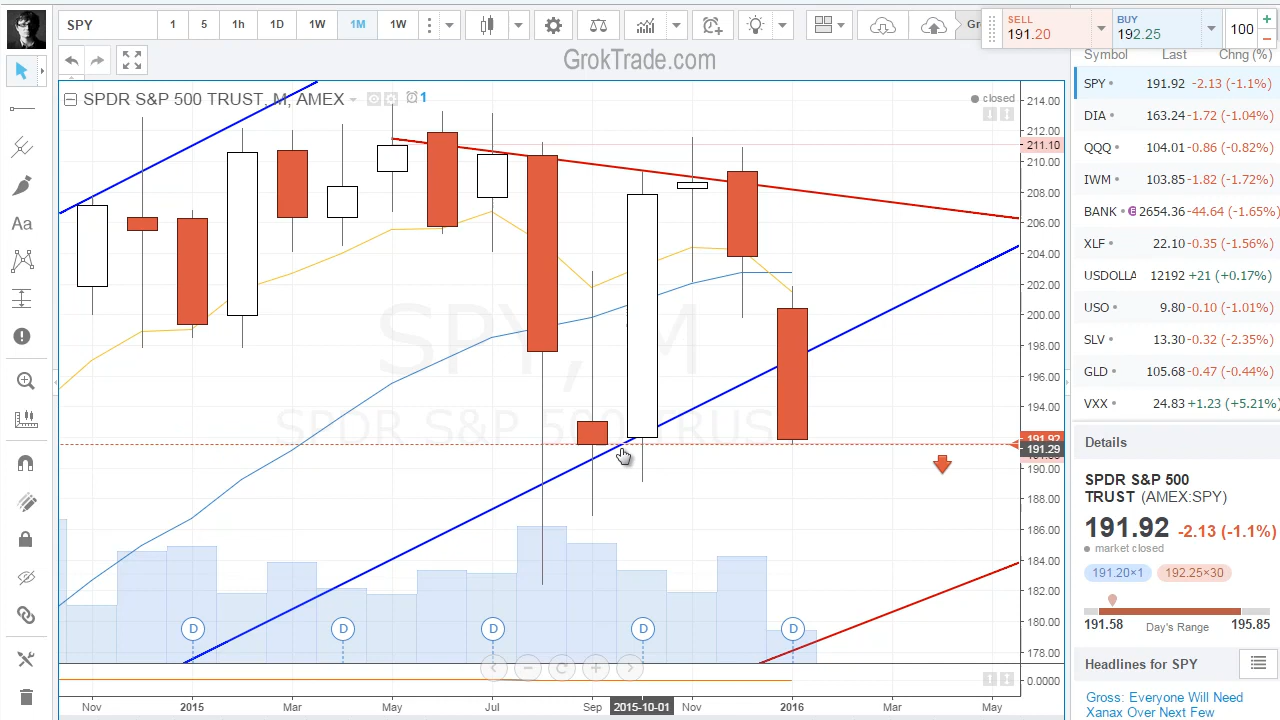 SPY 1 5 1h 1D 1W 1M 1W
SELL
191.20
BUY
192.25
100
GrokTrade.com
SPDR S&P 500 TRUST, M, AMEX
1
closed
SPY, M
SPDR S&P 500 TRUST
214.00
212.00
211.10
210.00
208.00
206.00
204.00
202.00
200.00
198.00
196.00
194.00
191.92
191.29
190.00
188.00
186.00
184.00
182.00
180.00
178.00
0.0000
D D D D D
Nov 2015 Mar May Jul Sep 2015-10-01 Nov 2016 Mar May
Aa
Symbol Last Chng (%)
SPY 191.92 -2.13 (-1.1%)
DIA 163.24 -1.72 (-1.04%)
QQQ 104.01 -0.86 (-0.82%)
IWM 103.85 -1.82 (-1.72%)
BANK E 2654.36 -44.64 (-1.65%)
XLF 22.10 -0.35 (-1.56%)
USDOLLA 12192 +21 (+0.17%)
USO 9.80 -0.10 (-1.01%)
SLV 13.30 -0.32 (-2.35%)
GLD 105.68 -0.47 (-0.44%)
VXX 24.83 +1.23 (+5.21%)
Details
SPDR S&P 500
TRUST (AMEX:SPY)
191.92 -2.13 (-1.1%)
market closed
191.20×1 192.25×30
191.58 Day's Range 195.85
Headlines for SPY
Gross: Everyone Will Need
Xanax Over Next Few